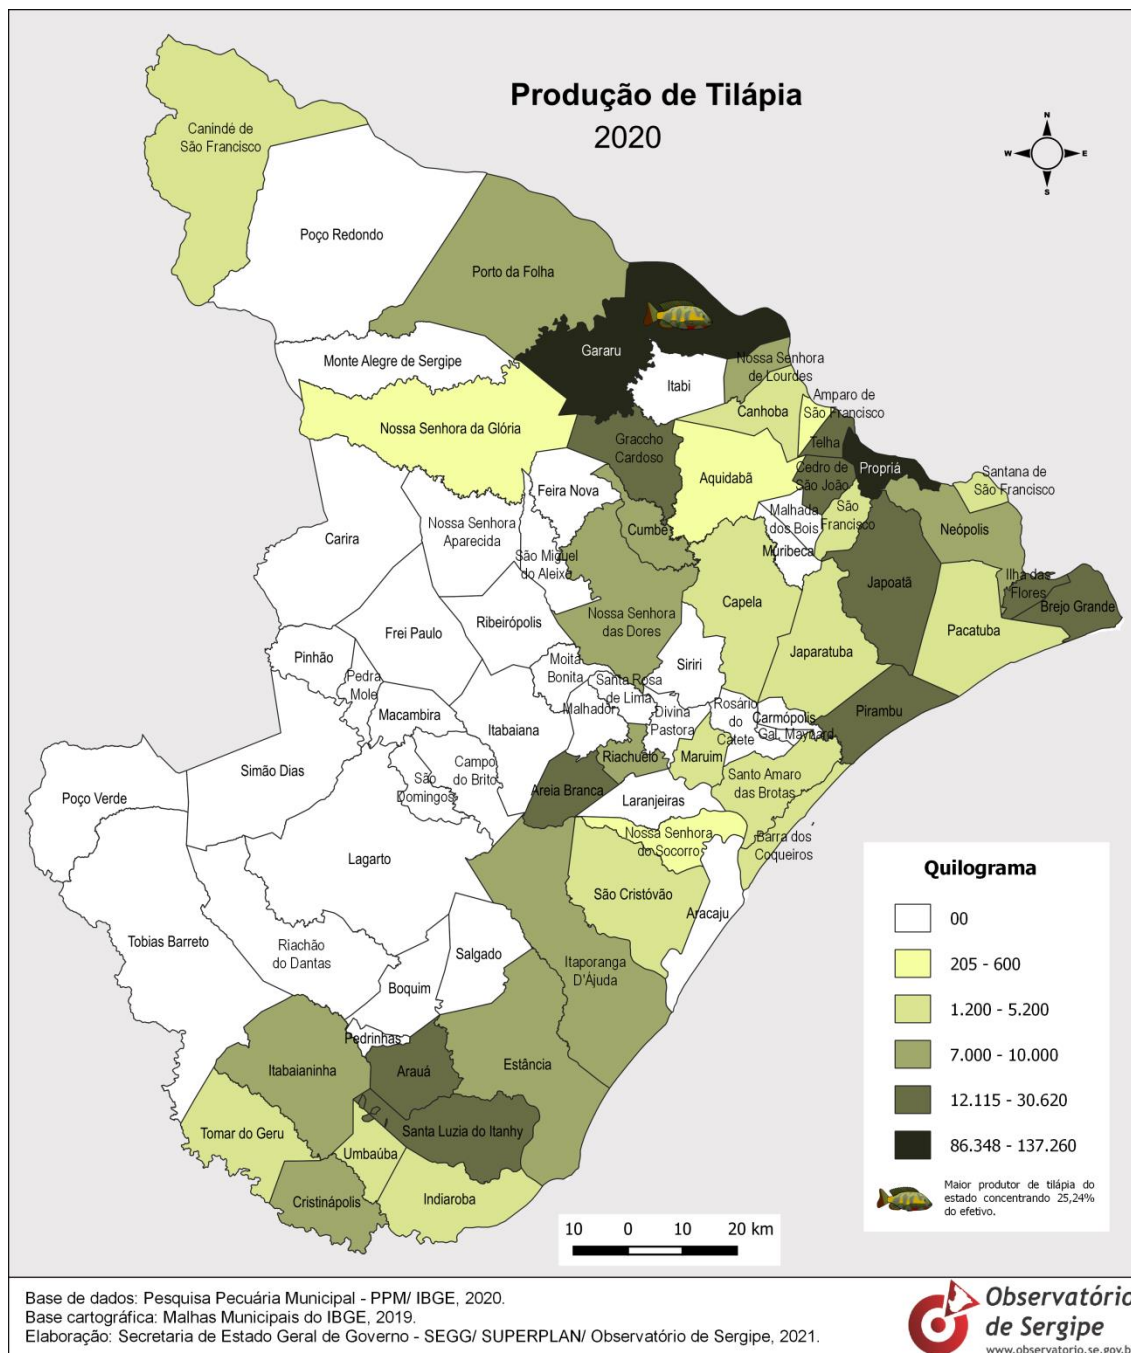 Produção de Tilápia
2020
N
W
E
S
Canindé de
São Francisco
Poço Redondo
Porto da Folha
Gararu
Monte Alegre de Sergipe
Itabi
Nossa Senhora
de Lourdes
Canhoba
Amparo de
São Francisco
Nossa Senhora da Glória
Graccho
Cardoso
Telha
Aquidabã
Cedro de
São João
Propriá
Santana de
São Francisco
Feira Nova
Malhada
dos Bois
São
Francisco
Neópolis
Carira
Nossa Senhora
Aparecida
Cumbe
Muribeca
São Miguel
do Aleixo
Japoatã
Ilha das
Flores
Brejo Grande
Capela
Nossa Senhora
das Dores
Ribeirópolis
Frei Paulo
Pacatuba
Japaratuba
Pinhão
Pedra
Mole
Moita
Bonita
Siriri
Santa Rosa
de Lima
Macambira
Itabaiana
Malhador
Divina
Pastora
Rosário
do
Catete
Carmópolis
Gal. Maynard
Pirambu
Simão Dias
Campo
do Brito
São
Domingos
Riachuelo
Maruim
Areia Branca
Santo Amaro
das Brotas
Poço Verde
Laranjeiras
Nossa Senhora
do Socorro
Barra dos
Coqueiros
Lagarto
São Cristóvão
Aracaju
Tobias Barreto
Riachão
do Dantas
Salgado
Itaporanga
D'Ájuda
Boquim
Pedrinhas
Itabaianinha
Arauá
Estância
Tomar do Geru
Santa Luzia do Itanhy
Umbaúba
Cristinápolis
Indiaroba
Quilograma
00
205 - 600
1.200 - 5.200
7.000 - 10.000
12.115 - 30.620
86.348 - 137.260
Maior produtor de tilápia do
estado concentrando 25,24%
do efetivo.
10 0 10 20 km
Base de dados: Pesquisa Pecuária Municipal - PPM/ IBGE, 2020.
Base cartográfica: Malhas Municipais do IBGE, 2019.
Elaboração: Secretaria de Estado Geral de Governo - SEGG/ SUPERPLAN/ Observatório de Sergipe, 2021.
Observatório
de Sergipe
www.observatorio.se.gov.b